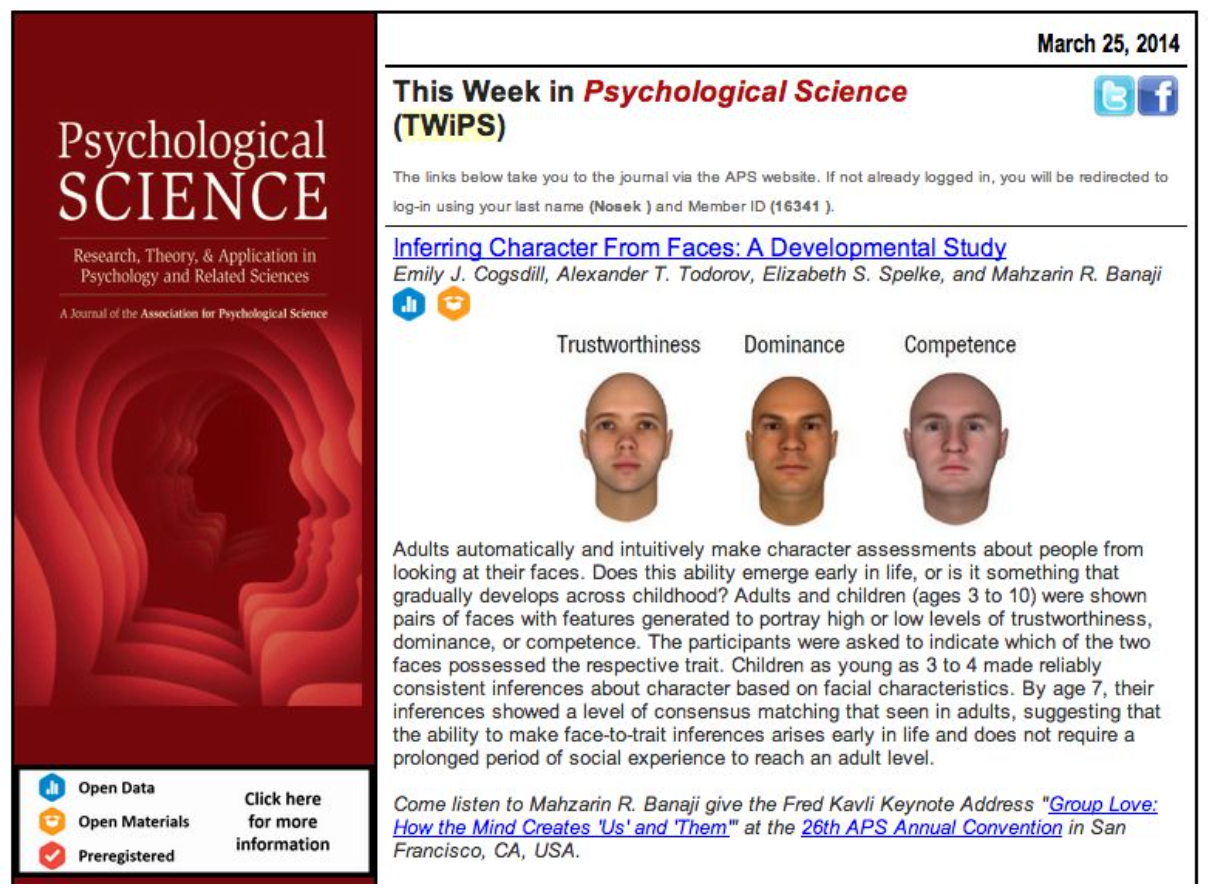 Psychological
SCIENCE
Research, Theory, & Application in
Psychology and Related Sciences
A Journal of the Association for Psychological Science
Open Data
Open Materials
Preregistered
Click here
for more
information
March 25, 2014
This Week in Psychological Science
(TWiPS)
The links below take you to the journal via the APS website. If not already logged in, you will be redirected to
log-in using your last name (Nosek ) and Member ID (16341 ).
Inferring Character From Faces: A Developmental Study
Emily J. Cogsdill, Alexander T. Todorov, Elizabeth S. Spelke, and Mahzarin R. Banaji
Trustworthiness Dominance Competence
Adults automatically and intuitively make character assessments about people from
looking at their faces. Does this ability emerge early in life, or is it something that
gradually develops across childhood? Adults and children (ages 3 to 10) were shown
pairs of faces with features generated to portray high or low levels of trustworthiness,
dominance, or competence. The participants were asked to indicate which of the two
faces possessed the respective trait. Children as young as 3 to 4 made reliably
consistent inferences about character based on facial characteristics. By age 7, their
inferences showed a level of consensus matching that seen in adults, suggesting that
the ability to make face-to-trait inferences arises early in life and does not require a
prolonged period of social experience to reach an adult level.
Come listen to Mahzarin R. Banaji give the Fred Kavli Keynote Address "Group Love:
How the Mind Creates 'Us' and 'Them'" at the 26th APS Annual Convention in San
Francisco, CA, USA.